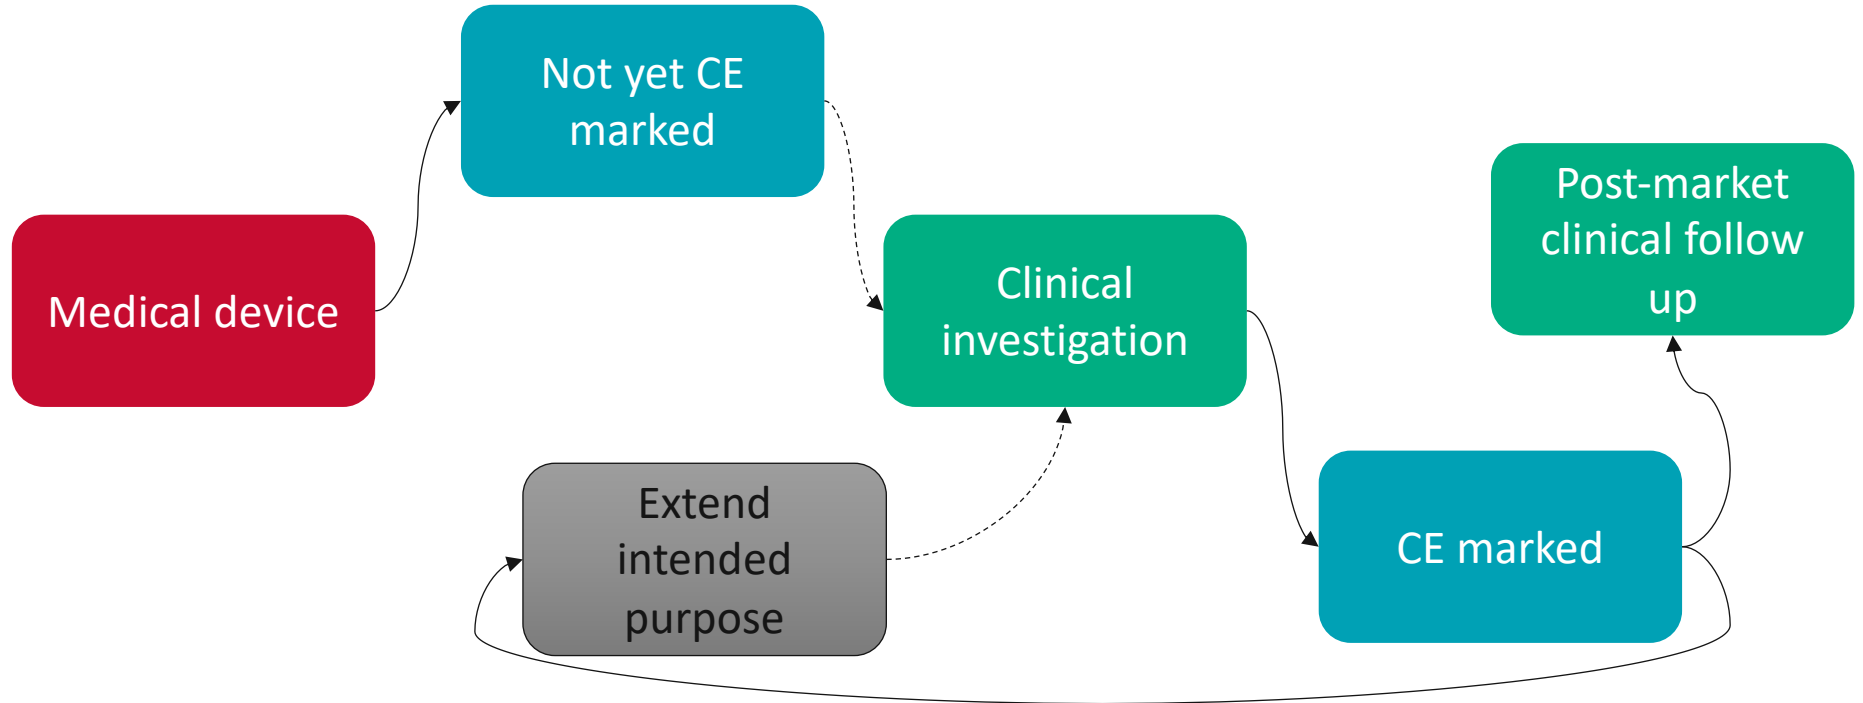 Not yet CE
marked
Medical device
Clinical
investigation
Post-market
clinical follow
up
Extend
intended
purpose
CE marked